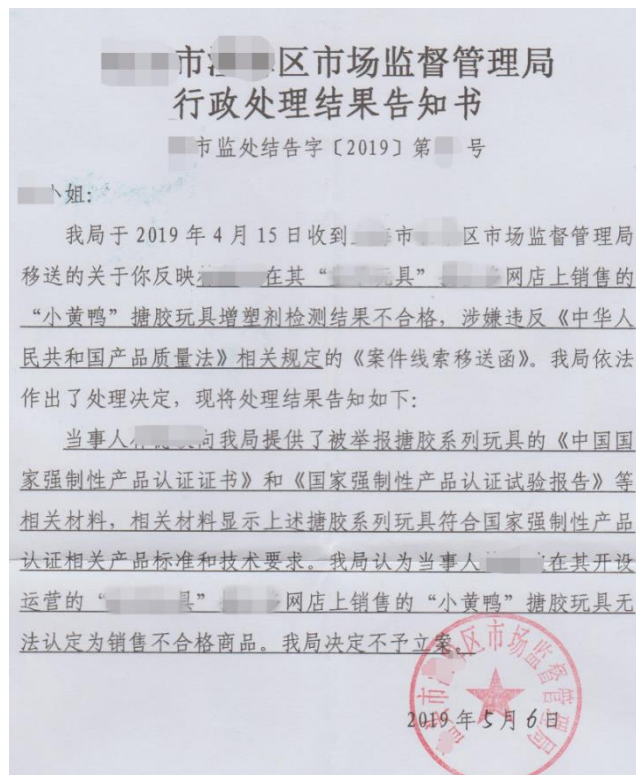 市 区市场监督管理局
行政处理结果告知书
市监处结告字〔2019〕第 号
小姐:
我局于2019年4月15日收到 市 区市场监督管理局
移送的关于你反映 在其“ 玩具” 网店上销售的
“小黄鸭”搪胶玩具增塑剂检测结果不合格,涉嫌违反《中华人
民共和国产品质量法》相关规定的《案件线索移送函》。我局依法
作出了处理决定,现将处理结果告知如下:
当事人 向我局提供了被举报搪胶系列玩具的《中国国
家强制性产品认证证书》和《国家强制性产品认证试验报告》等
相关材料,相关材料显示上述搪胶系列玩具符合国家强制性产品
认证相关产品标准和技术要求。我局认为当事人 在其开设
运营的“ 具” 网店上销售的“小黄鸭”搪胶玩具无
法认定为销售不合格商品。我局决定不予立案。
市 区市场监督管理局
2019年5月6日